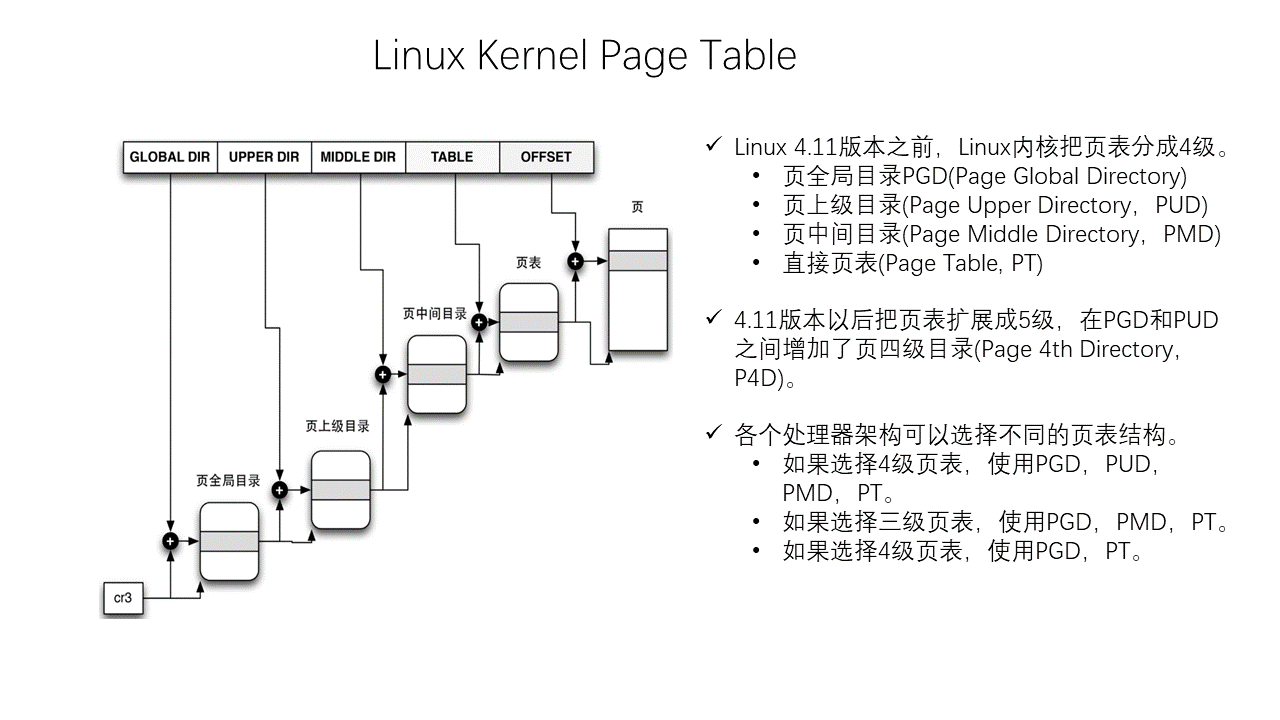 Linux Kernel Page Table
GLOBAL DIR
UPPER DIR
MIDDLE DIR
TABLE
OFFSET
页
页表
页中间目录
页上级目录
页全局目录
cr3
✓ Linux 4.11版本之前，Linux内核把页表分成4级。
• 页全局目录PGD(Page Global Directory)
• 页上级目录(Page Upper Directory，PUD)
• 页中间目录(Page Middle Directory，PMD)
• 直接页表(Page Table, PT)
✓ 4.11版本以后把页表扩展成5级，在PGD和PUD
之间增加了页四级目录(Page 4th Directory,
P4D)。
✓ 各个处理器架构可以选择不同的页表结构。
• 如果选择4级页表，使用PGD，PUD，
PMD，PT。
• 如果选择三级页表，使用PGD，PMD，PT。
• 如果选择4级页表，使用PGD，PT。